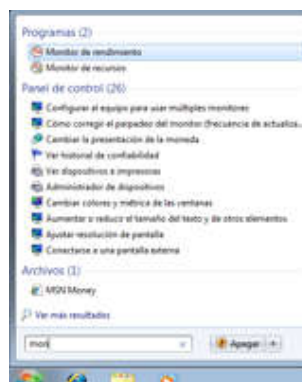 Programas (2)
Monitor de rendimiento
Monitor de recursos
Panel de control (26)
Configurar el equipo para usar múltiples monitores
Cómo corregir el parpadeo del monitor (frecuencia de actualiza...
Cambiar la presentación de la moneda
Ver historial de confiabilidad
Ver dispositivos e impresoras
Administrador de dispositivos
Cambiar colores y métrica de las ventanas
Aumentar o reducir el tamaño del texto y de otros elementos
Ajustar resolución de pantalla
Conectarse a una pantalla externa
Archivos (1)
MSN Money
Ver más resultados
mon
Apagar